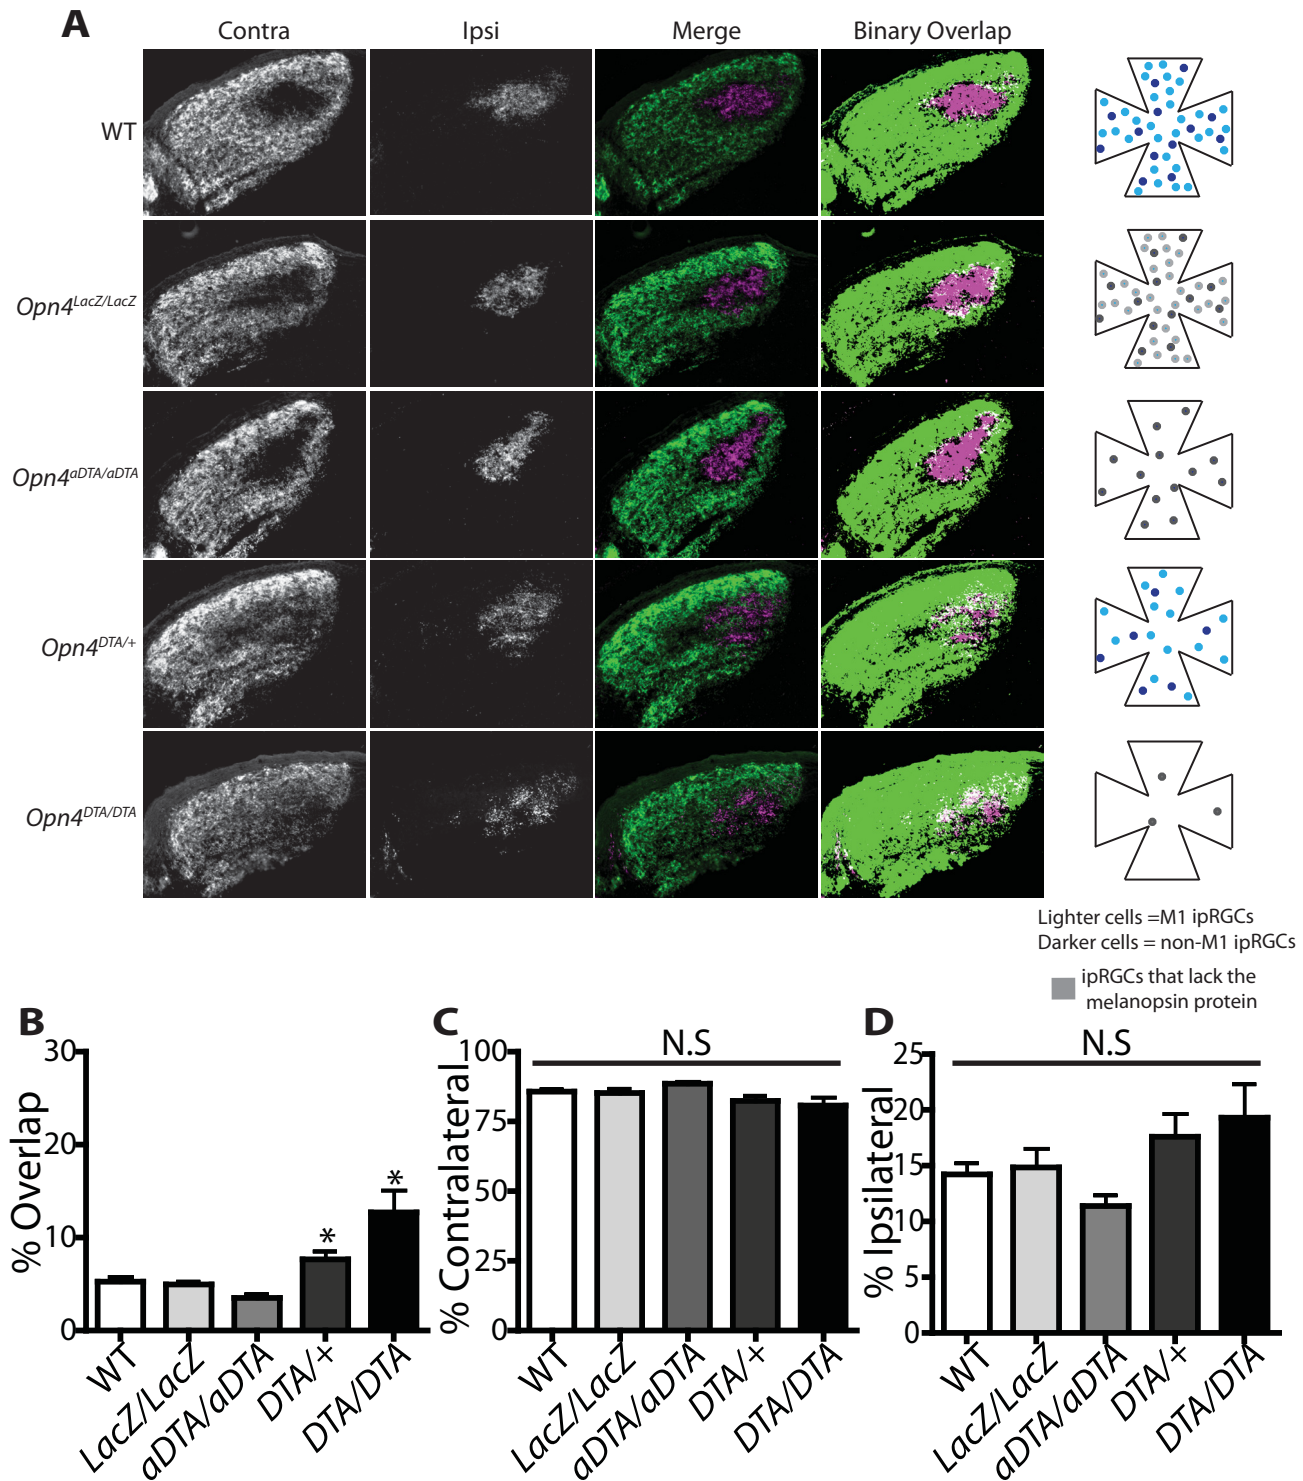 A
Contra Ipsi Merge Binary Overlap
WT
Opn4LacZ/LacZ
Opn4aDTA/aDTA
Opn4DTA/+
Opn4DTA/DTA
Lighter cells =M1 ipRGCs
Darker cells = non-M1 ipRGCs
ipRGCs that lack the
melanopsin protein
B
% Overlap
30
20
10
0
*
*
WT
LacZ/LacZ
aDTA/aDTA
DTA/+
DTA/DTA
C
N.S
% Contralateral
100
75
50
25
0
WT
LacZ/LacZ
aDTA/aDTA
DTA/+
DTA/DTA
D
N.S
% Ipsilateral
25
20
15
10
5
0
WT
LacZ/LacZ
aDTA/aDTA
DTA/+
DTA/DTA